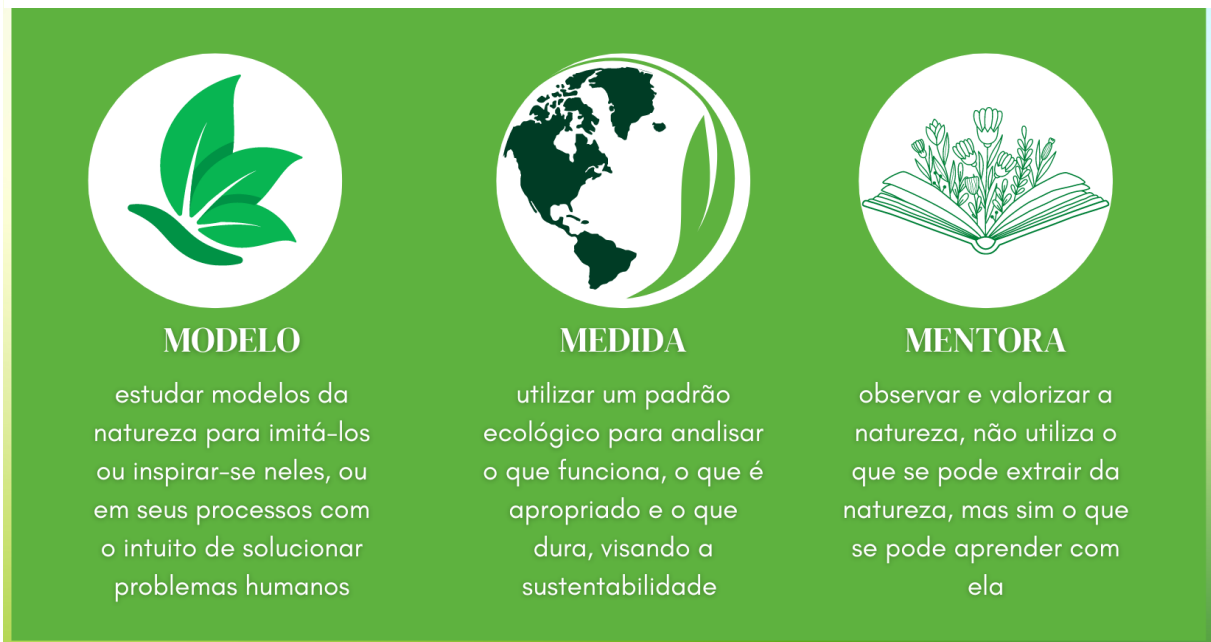 MODELO
estudar modelos da
natureza para imitá-los
ou inspirar-se neles, ou
em seus processos com
o intuito de solucionar
problemas humanos
MEDIDA
utilizar um padrão
ecológico para analisar
o que funciona, o que é
apropriado e o que
dura, visando a
sustentabilidade
MENTORA
observar e valorizar a
natureza, não utiliza o
que se pode extrair da
natureza, mas sim o que
se pode aprender com
ela